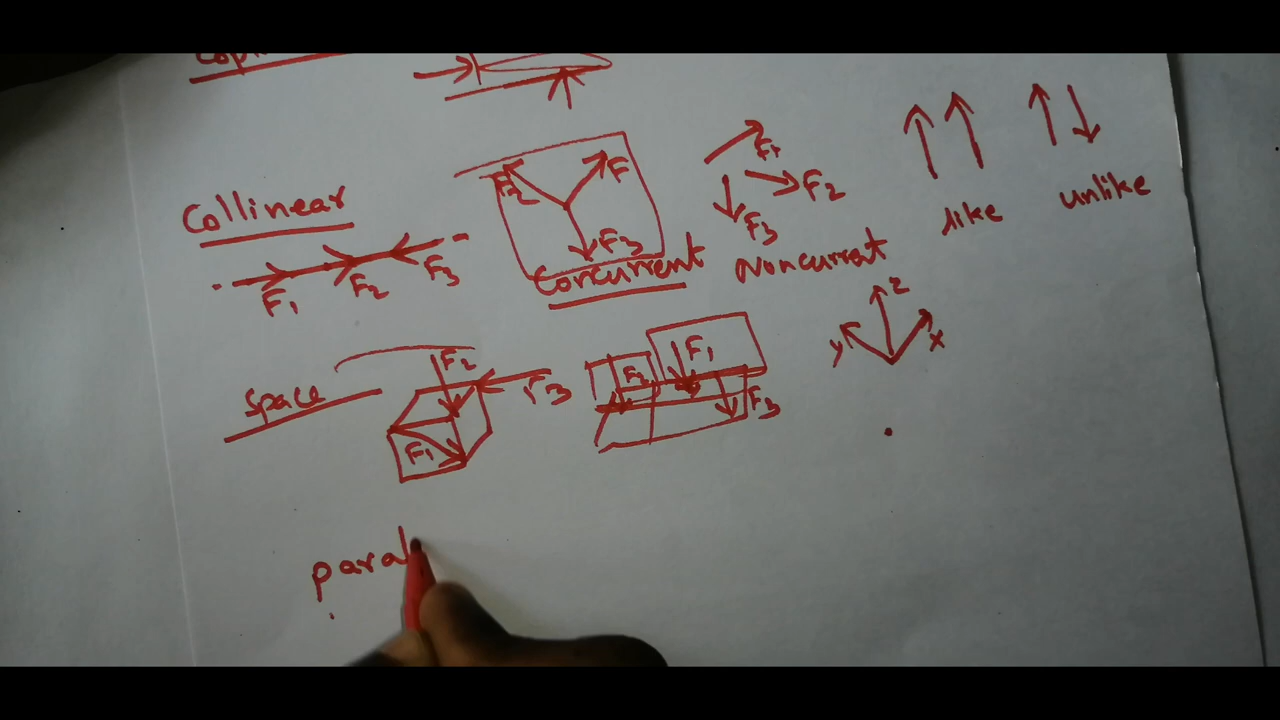 Collinear
F1 F2 F3
F2 F F3
Concurrent
F1
F2
F3
Noncurrent
like
unlike
Space
F2
F3
F1
F1
F2
F3
z
y x
paral